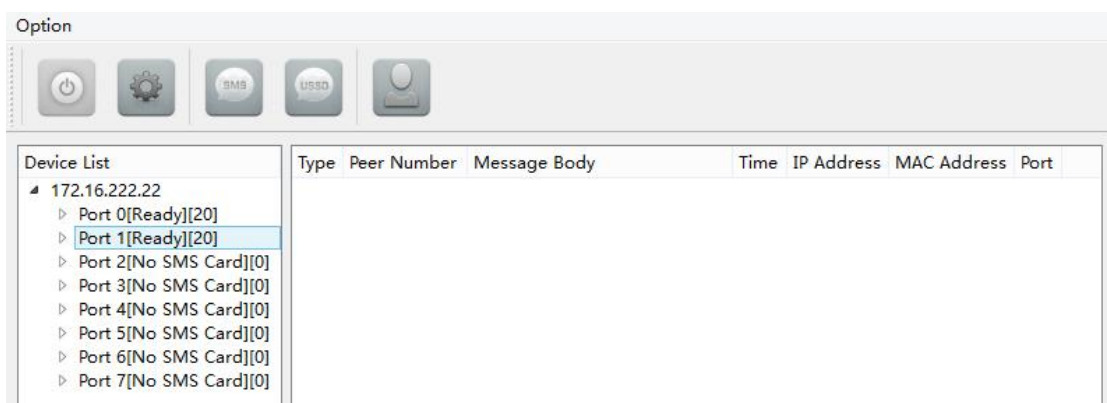 Option
SMS
USSD
Device List
Type Peer Number Message Body Time IP Address MAC Address Port
172.16.222.22
Port 0[Ready][20]
Port 1[Ready][20]
Port 2[No SMS Card][0]
Port 3[No SMS Card][0]
Port 4[No SMS Card][0]
Port 5[No SMS Card][0]
Port 6[No SMS Card][0]
Port 7[No SMS Card][0]